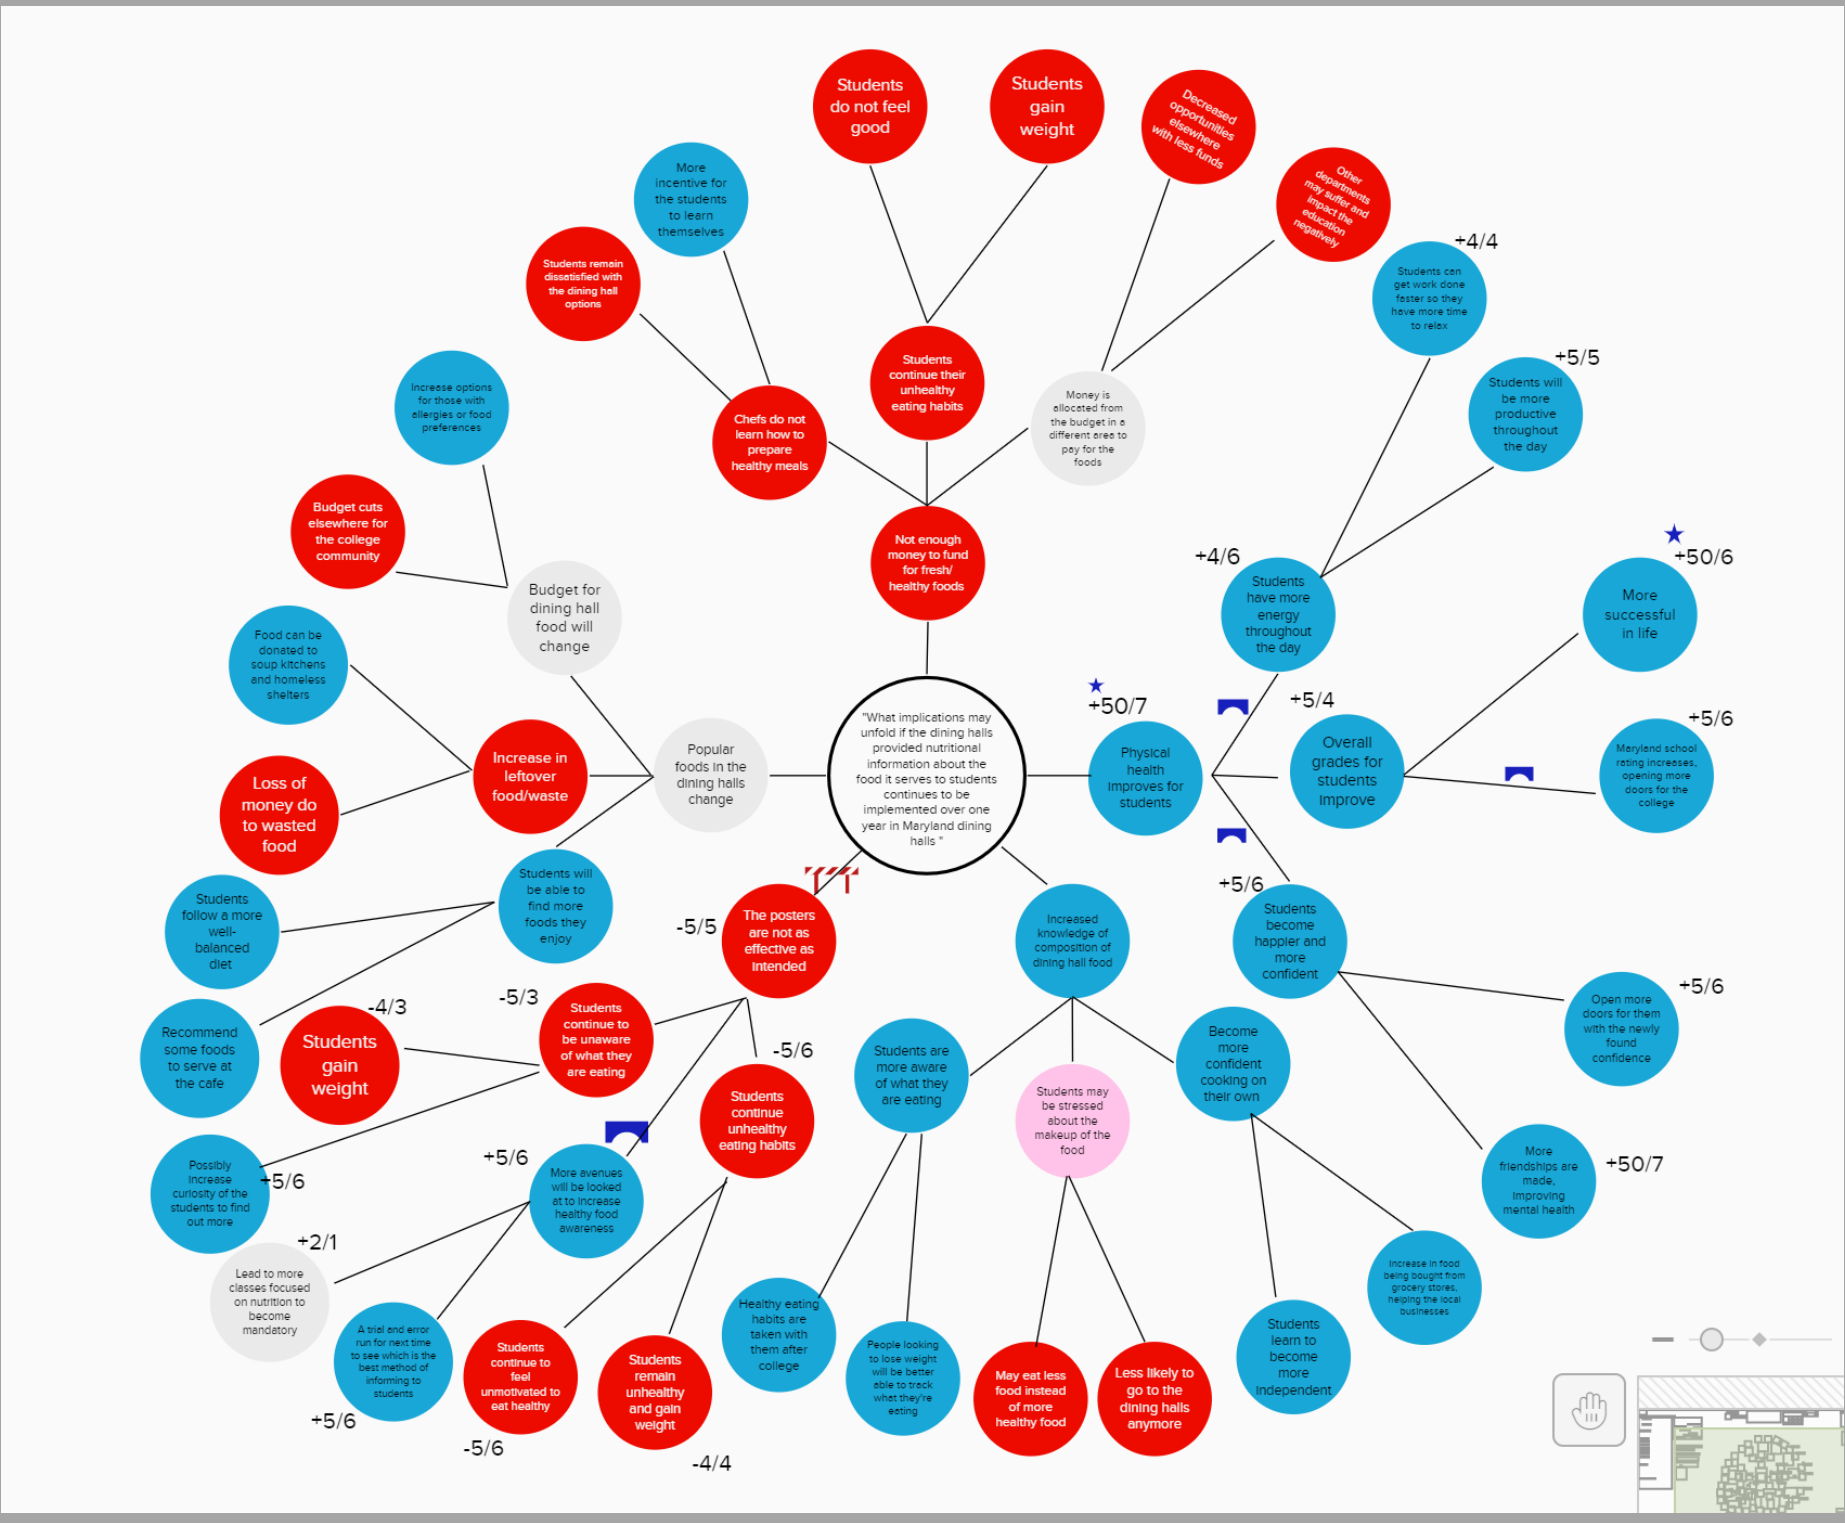 Students
do not feel
good
Students
gain
weight
Decreased
opportunities
elsewhere
with less funds
Other
departments
may suffer and
impact the
education
negatively
More
incentive for
the students
to learn
themselves
Students remain
dissatisfied with
the dining hall
options
+4/4
Students can
get work done
faster so they
have more time
to relax
Students
continue their
unhealthy
eating habits
Money is
allocated from
the budget in a
different area to
pay for the
foods
+5/5
Students will
be more
productive
throughout
the day
Increase options
for those with
allergies or food
preferences
Chefs do not
learn how to
prepare
healthy meals
Budget cuts
elsewhere for
the college
community
Not enough
money to fund
for fresh/
healthy foods
+4/6
Students
have more
energy
throughout
the day
+50/6
More
successful
in life
Budget for
dining hall
food will
change
Food can be
donated to
soup kitchens
and homeless
shelters
Increase in
leftover
food/waste
Popular
foods in the
dining halls
change
"What implications may
unfold if the dining halls
provided nutritional
information about the
food it serves to students
continues to be
implemented over one
year in Maryland dining
halls "
+50/7
Physical
health
improves for
students
+5/4
Overall
grades for
students
improve
+5/6
Maryland school
rating increases,
opening more
doors for the
college
Loss of
money do
to wasted
food
Students will
be able to
find more
foods they
enjoy
Students
follow a more
well-
balanced
diet
-5/5
The posters
are not as
effective as
intended
Increased
knowledge of
composition of
dining hall food
+5/6
Students
become
happier and
more
confident
+5/6
Open more
doors for them
with the newly
found
confidence
Recommend
some foods
to serve at
the cafe
-4/3
Students
gain
weight
-5/3
Students
continue to
be unaware
of what they
are eating
-5/6
Students
continue
unhealthy
eating habits
Students are
more aware
of what they
are eating
Students may
be stressed
about the
makeup of the
food
Become
more
confident
cooking on
their own
More
friendships are
made,
improving
mental health
+50/7
Possibly
increase
curiosity of the
students to find
out more
+5/6
+5/6
More avenues
will be looked
at to increase
healthy food
awareness
+2/1
Lead to more
classes focused
on nutrition to
become
mandatory
A trial and error
run for next time
to see which is the
best method of
informing to
students
+5/6
Students
continue to
feel
unmotivated to
eat healthy
-5/6
Students
remain
unhealthy
and gain
weight
-4/4
Healthy eating
habits are
taken with
them after
college
People looking
to lose weight
will be better
able to track
what they're
eating
May eat less
food instead
of more
healthy food
Less likely to
go to the
dining halls
anymore
Students
learn to
become
more
independent
Increase in food
being bought from
grocery stores,
helping the local
businesses